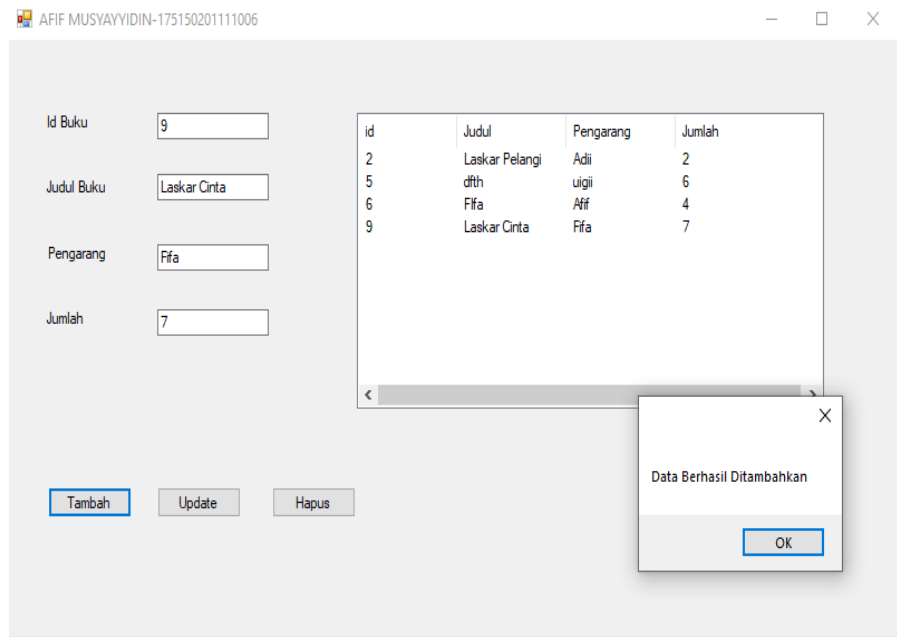 AFIF MUSYAYYIDIN-175150201111006
Id Buku 9
Judul Buku Laskar Cinta
Pengarang Fifa
Jumlah 7
id Judul Pengarang Jumlah
2 Laskar Pelangi Adii 2
5 dfth uigii 6
6 FIfa Afif 4
9 Laskar Cinta Fifa 7
Data Berhasil Ditambahkan
OK
Tambah Update Hapus